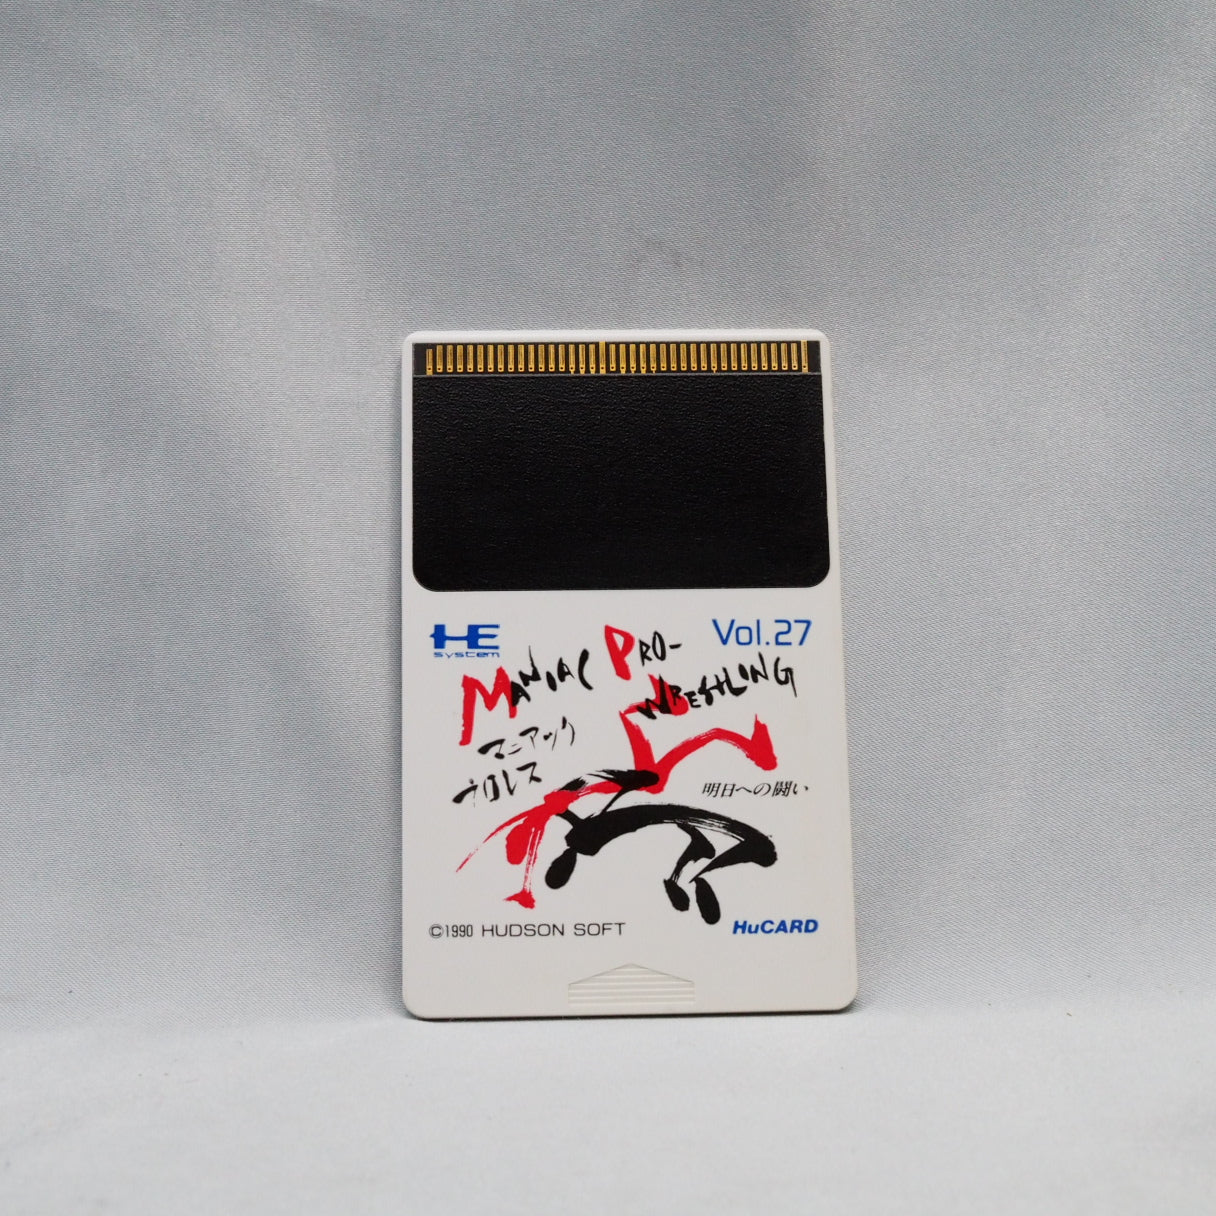 HE
system
Vol.27
MANIAC PRO-
WRESTLING
マニアック
プロレス
明日への闘い
©1990 HUDSON SOFT
HuCARD